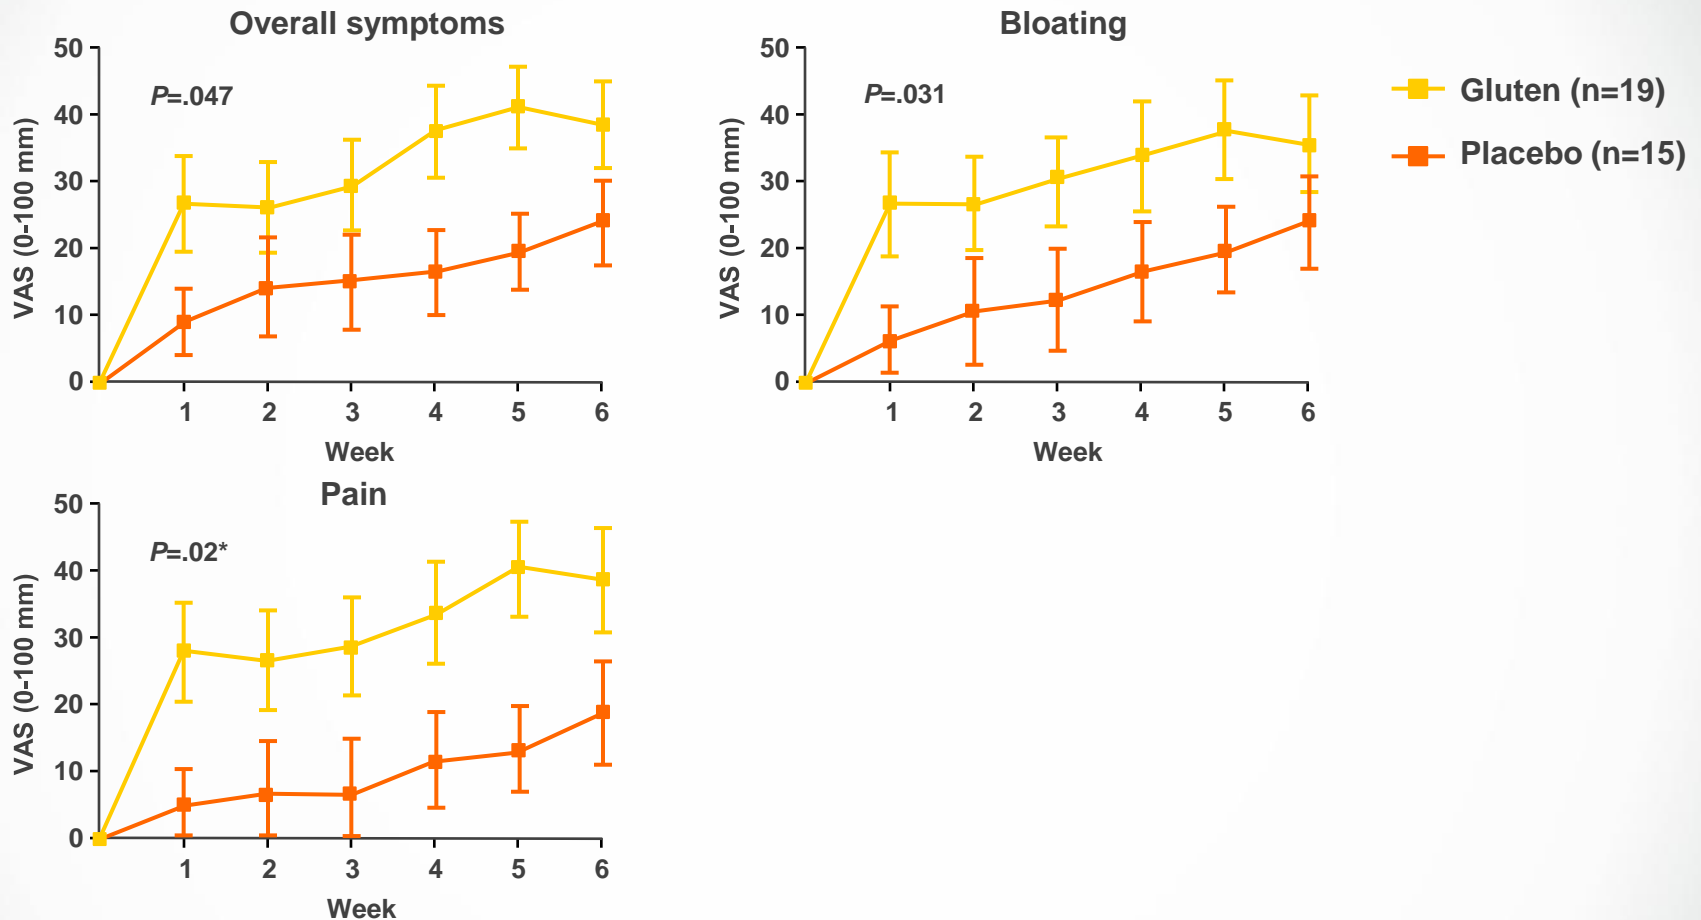 Overall symptoms
50
40
30
20
10
0
P=.047
VAS (0-100 mm)
1 2 3 4 5 6
Week
Bloating
50
40
30
20
10
0
P=.031
VAS (0-100 mm)
1 2 3 4 5 6
Week
Gluten (n=19)
Placebo (n=15)
Pain
50
40
30
20
10
0
P=.02*
VAS (0-100 mm)
1 2 3 4 5 6
Week